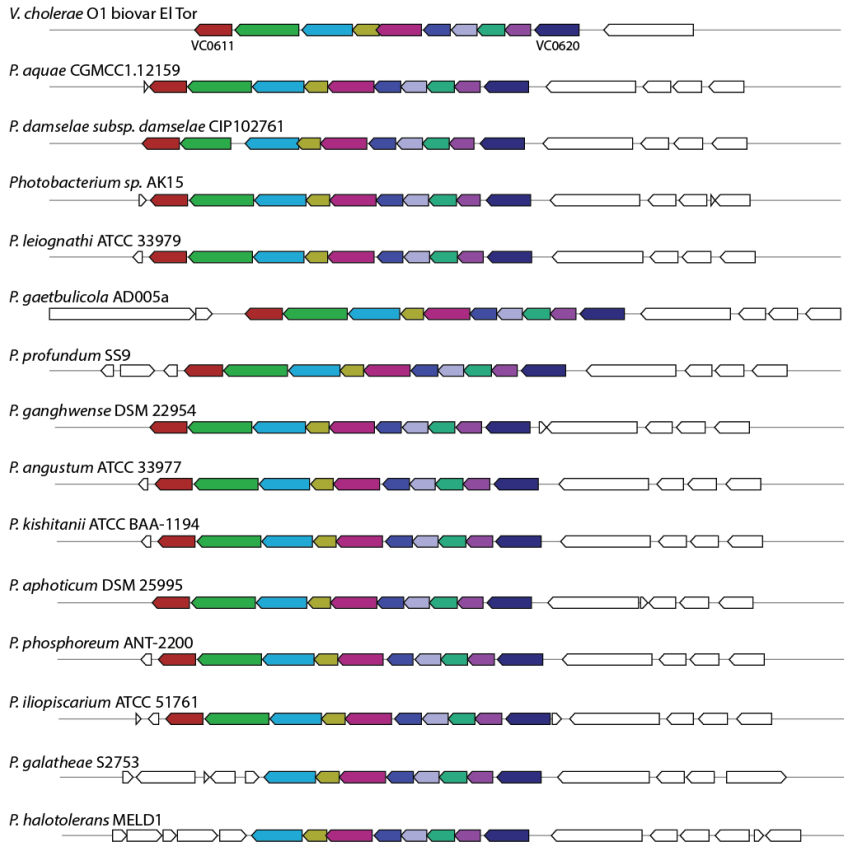 V. cholerae O1 biovar El Tor
VC0611 VC0620
P. aquae CGMCC1.12159
P. damselae subsp. damselae CIP102761
Photobacterium sp. AK15
P. leiognathi ATCC 33979
P. gaetbulicola AD005a
P. profundum SS9
P. ganghwense DSM 22954
P. angustum ATCC 33977
P. kishitanii ATCC BAA-1194
P. aphoticum DSM 25995
P. phosphoreum ANT-2200
P. iliopiscarium ATCC 51761
P. galatheae S2753
P. halotolerans MELD1